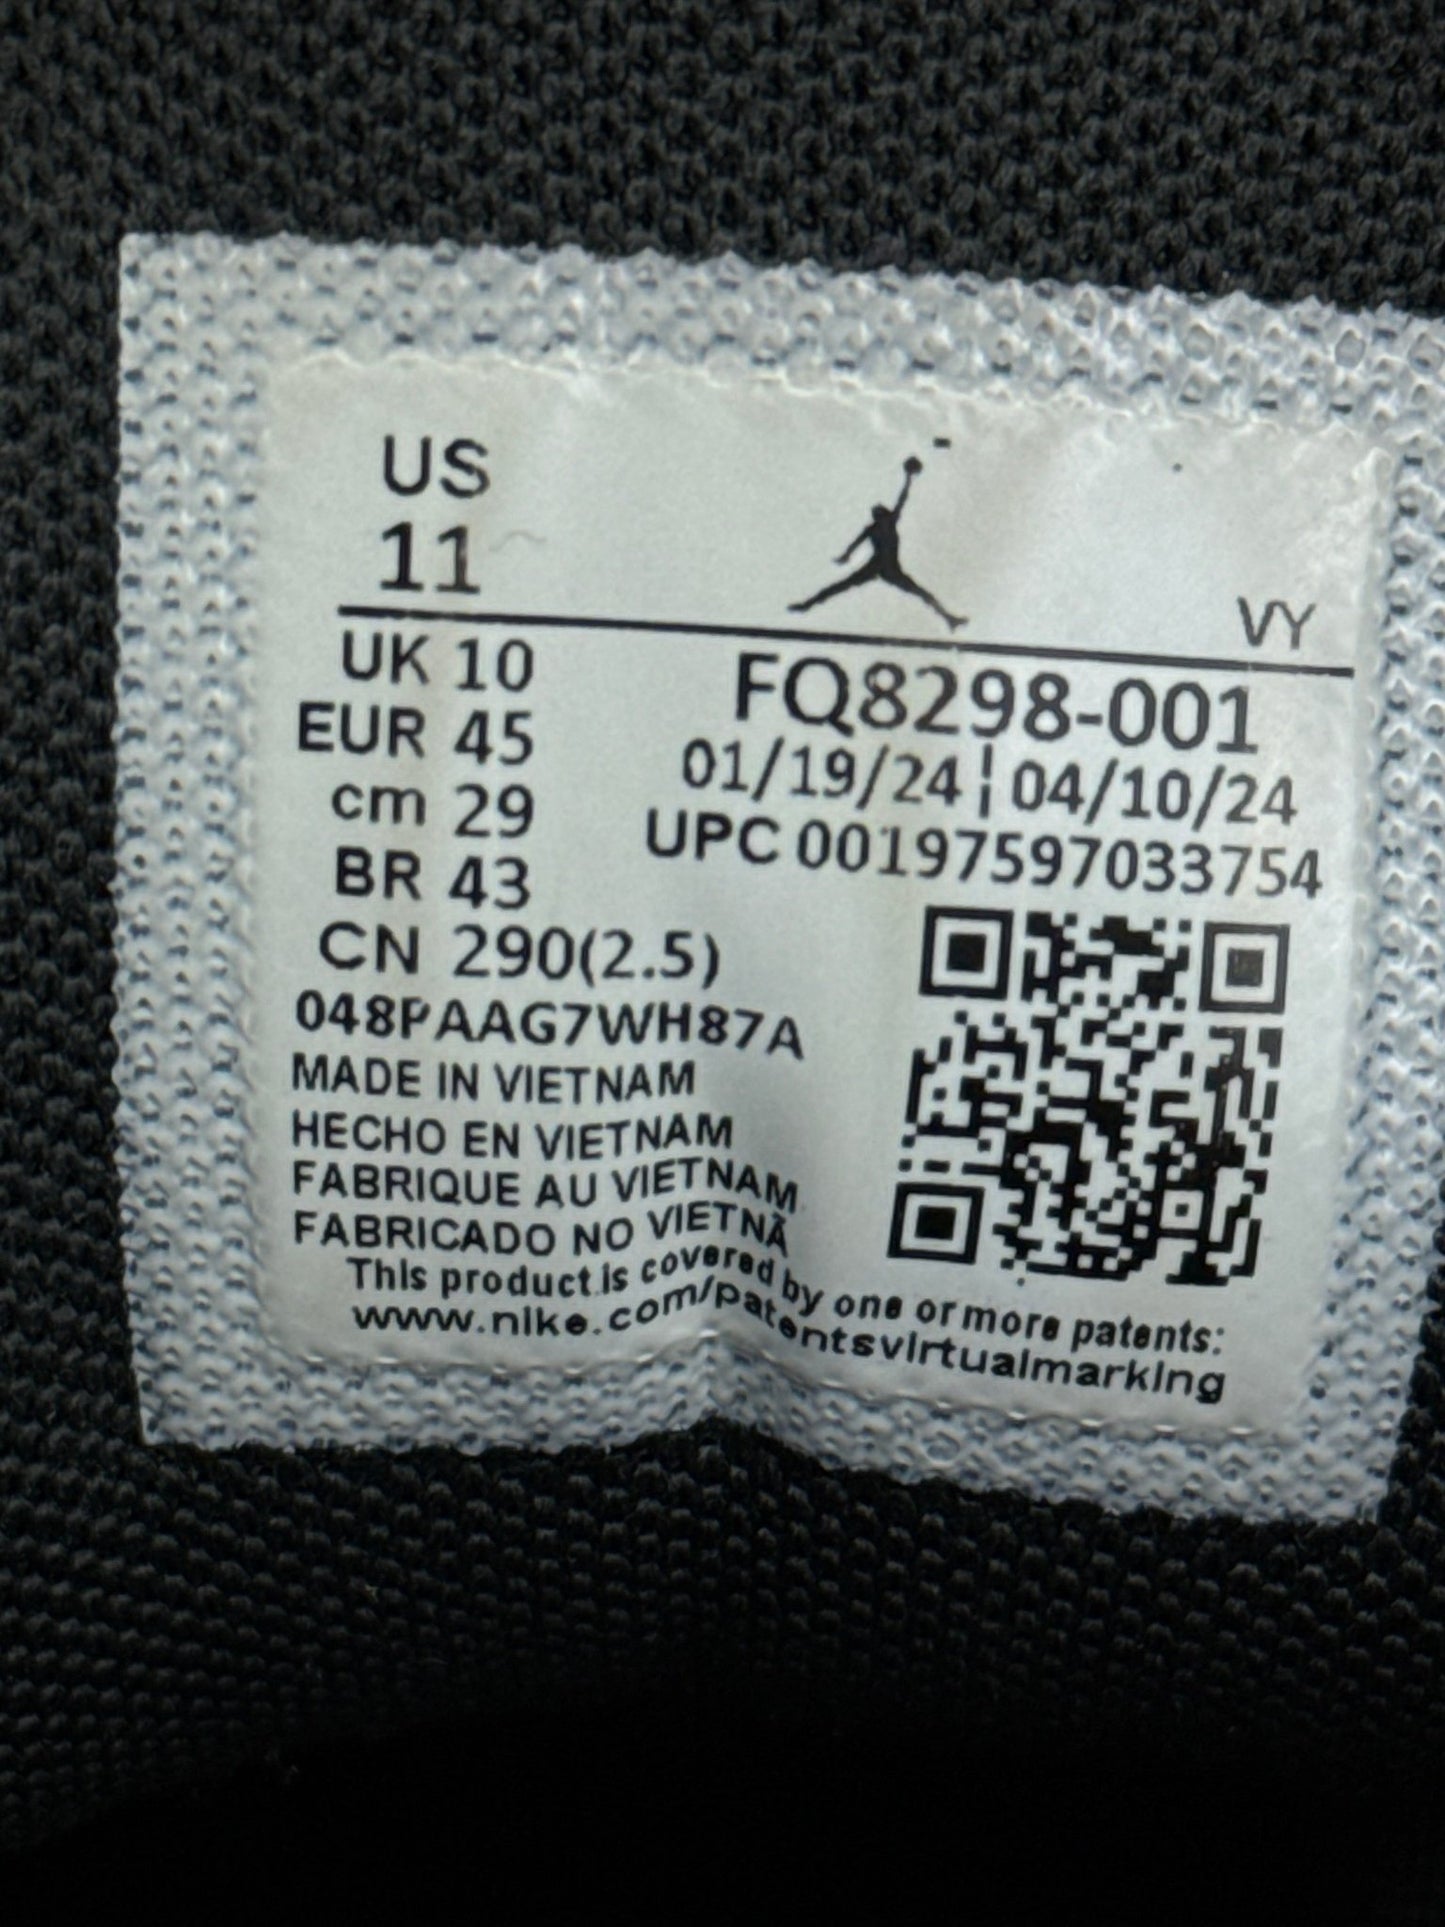 US
11
VY
UK 10
EUR 45
cm 29
BR 43
CN 290(2.5)
FQ8298-001
01/19/24 ¦ 04/10/24
UPC 00197597033754
048PAAG7WH87A
MADE IN VIETNAM
HECHO EN VIETNAM
FABRIQUE AU VIETNAM
FABRICADO NO VIETNÃ
This product is covered by one or more patents:
www.nike.com/patentsvirtualmarking